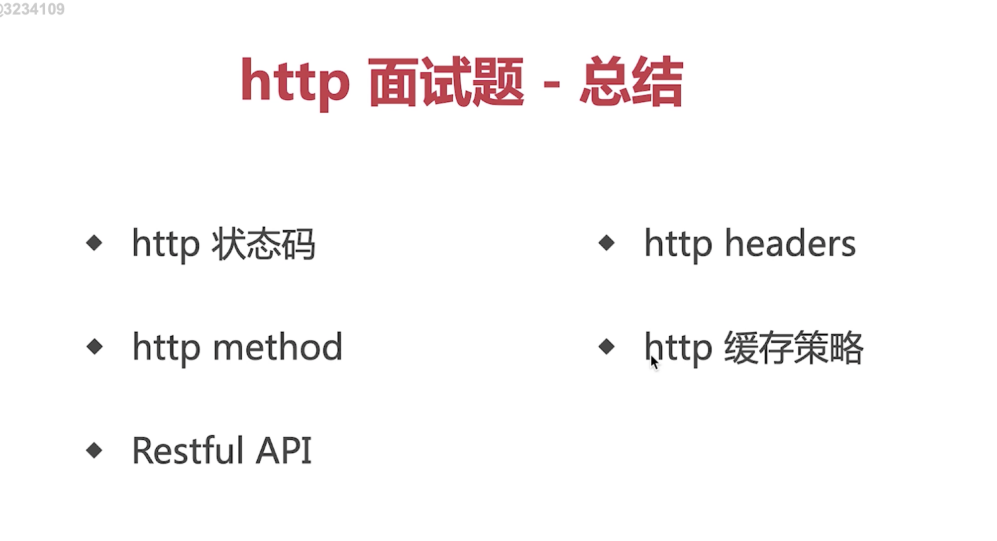 @3234109
http 面试题 - 总结
http 状态码
http headers
http method
http 缓存策略
Restful API